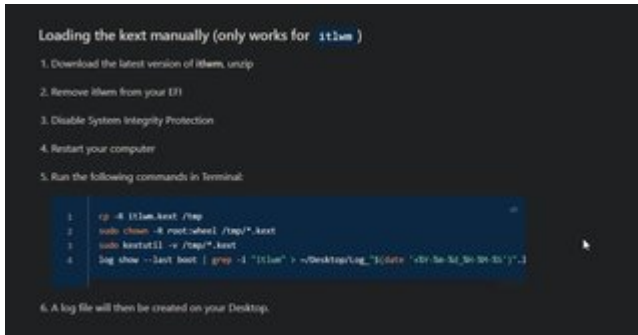 Loading the kext manually (only works for itlwm )
1. Download the latest version of itlwm, unzip
2. Remove itlwm from your EFI
3. Disable System Integrity Protection
4. Restart your computer
5. Run the following commands in Terminal:
1 cp -R itlwm.kext /tmp
2 sudo chown -R root:wheel /tmp/*.kext
3 sudo kextutil -v /tmp/*.kext
4 log show --last boot | grep -i "itlwm" > ~/Desktop/Log_"$(date '+%Y-%m-%d_%H-%M-%S')".l
6. A log file will then be created on your Desktop.